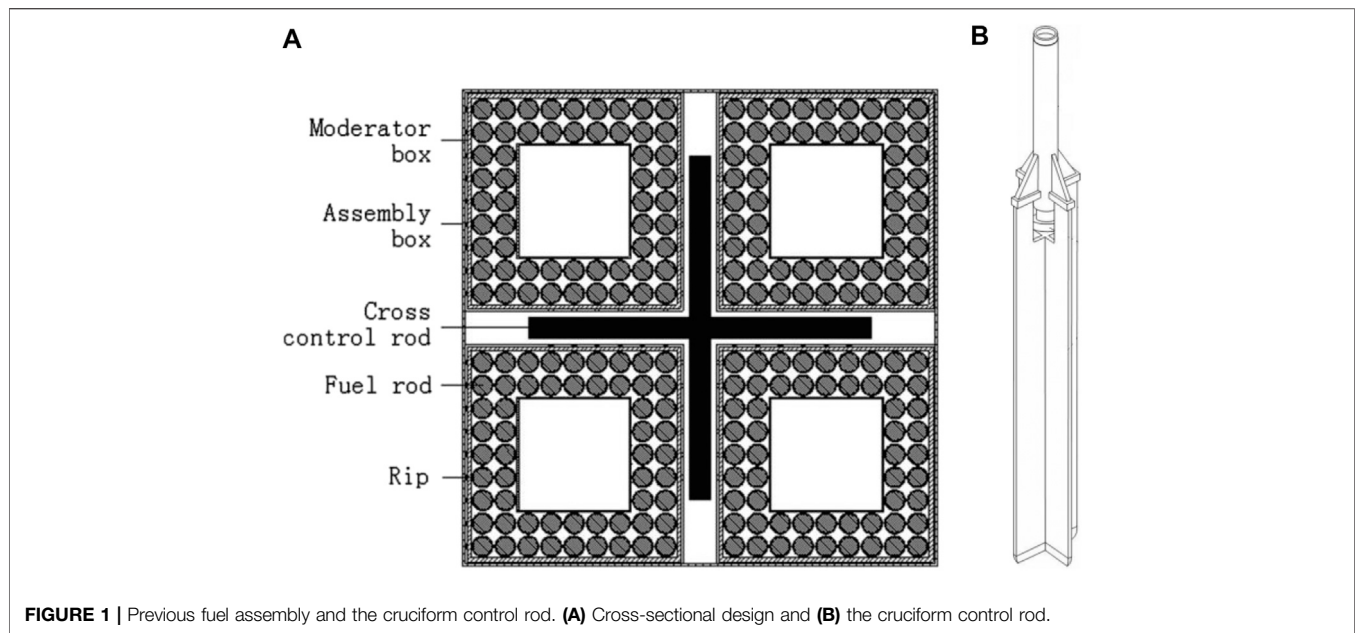 A
B
Moderator
box
Assembly
box
Cross
control rod
Fuel rod
Rip
FIGURE 1 | Previous fuel assembly and the cruciform control rod. (A) Cross-sectional design and (B) the cruciform control rod.